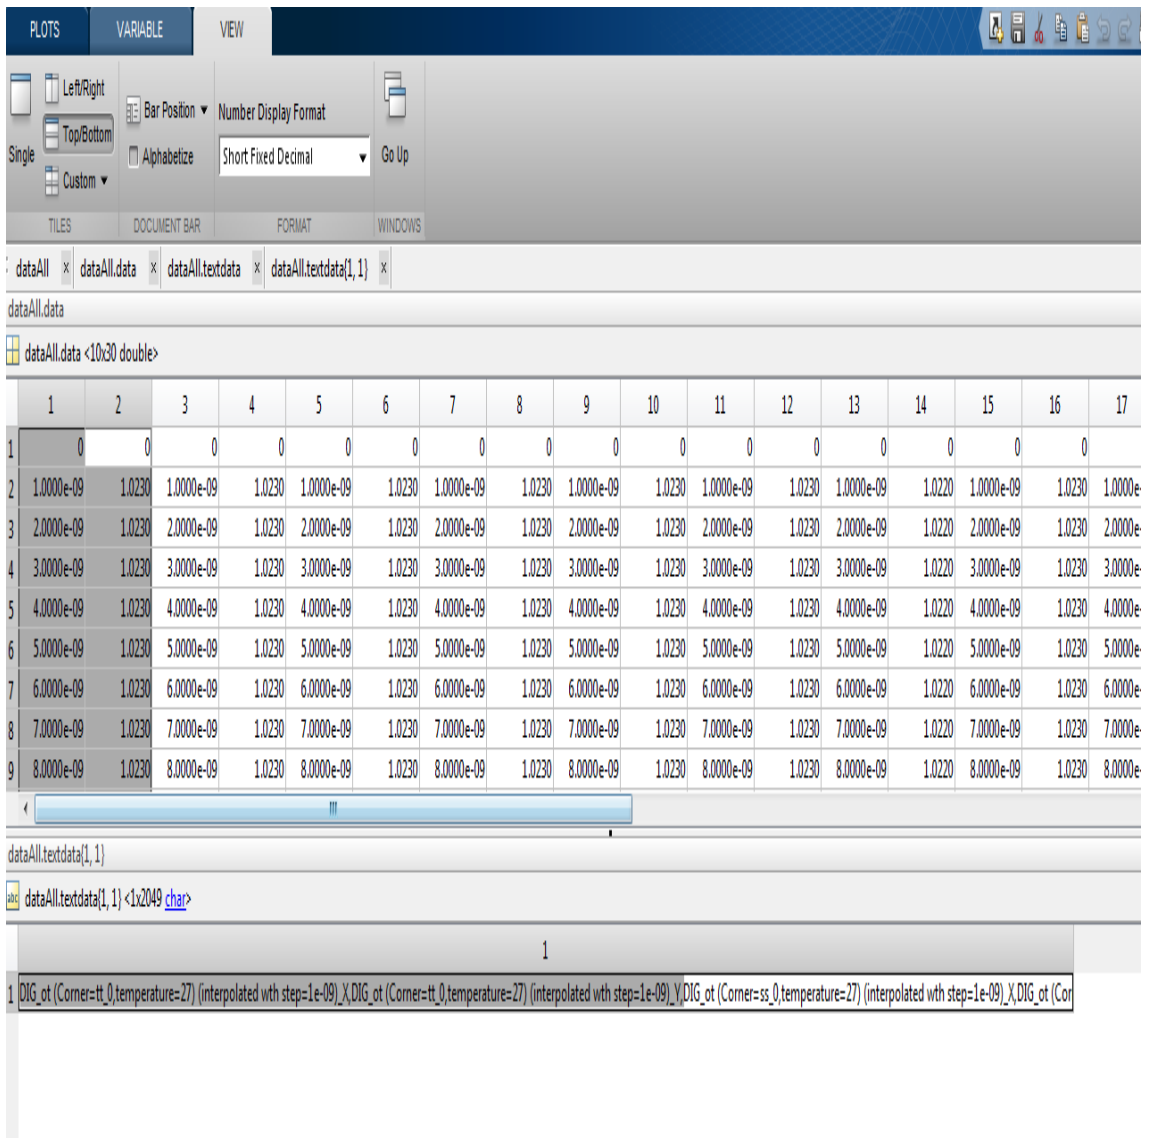 PLOTS VARIABLE VIEW
Left/Right
Bar Position Number Display Format
Top/Bottom
Single Alphabetize Short Fixed Decimal Go Up
Custom
TILES DOCUMENT BAR FORMAT WINDOWS
dataAll x dataAll.data x dataAll.textdata x dataAll.textdata{1, 1} x
dataAll.data
dataAll.data <10x30 double>
1 2 3 4 5 6 7 8 9 10 11 12 13 14 15 16 17
1 0 0 0 0 0 0 0 0 0 0 0 0 0 0 0 0
2 1.0000e-09 1.0230 1.0000e-09 1.0230 1.0000e-09 1.0230 1.0000e-09 1.0230 1.0000e-09 1.0230 1.0000e-09 1.0230 1.0000e-09 1.0220 1.0000e-09 1.0230 1.0000e-
3 2.0000e-09 1.0230 2.0000e-09 1.0230 2.0000e-09 1.0230 2.0000e-09 1.0230 2.0000e-09 1.0230 2.0000e-09 1.0230 2.0000e-09 1.0220 2.0000e-09 1.0230 2.0000e-
4 3.0000e-09 1.0230 3.0000e-09 1.0230 3.0000e-09 1.0230 3.0000e-09 1.0230 3.0000e-09 1.0230 3.0000e-09 1.0230 3.0000e-09 1.0220 3.0000e-09 1.0230 3.0000e-
5 4.0000e-09 1.0230 4.0000e-09 1.0230 4.0000e-09 1.0230 4.0000e-09 1.0230 4.0000e-09 1.0230 4.0000e-09 1.0230 4.0000e-09 1.0220 4.0000e-09 1.0230 4.0000e-
6 5.0000e-09 1.0230 5.0000e-09 1.0230 5.0000e-09 1.0230 5.0000e-09 1.0230 5.0000e-09 1.0230 5.0000e-09 1.0230 5.0000e-09 1.0220 5.0000e-09 1.0230 5.0000e-
7 6.0000e-09 1.0230 6.0000e-09 1.0230 6.0000e-09 1.0230 6.0000e-09 1.0230 6.0000e-09 1.0230 6.0000e-09 1.0230 6.0000e-09 1.0220 6.0000e-09 1.0230 6.0000e-
8 7.0000e-09 1.0230 7.0000e-09 1.0230 7.0000e-09 1.0230 7.0000e-09 1.0230 7.0000e-09 1.0230 7.0000e-09 1.0230 7.0000e-09 1.0220 7.0000e-09 1.0230 7.0000e-
9 8.0000e-09 1.0230 8.0000e-09 1.0230 8.0000e-09 1.0230 8.0000e-09 1.0230 8.0000e-09 1.0230 8.0000e-09 1.0230 8.0000e-09 1.0220 8.0000e-09 1.0230 8.0000e-
dataAll.textdata{1, 1}
abc dataAll.textdata{1, 1} <1x2049 char>
1
1 DIG_ot (Corner=tt_0,temperature=27) (interpolated wth step=1e-09)_X,DIG_ot (Corner=tt_0,temperature=27) (interpolated wth step=1e-09)_Y,DIG_ot (Corner=ss_0,temperature=27) (interpolated wth step=1e-09)_X,DIG_ot (Cor